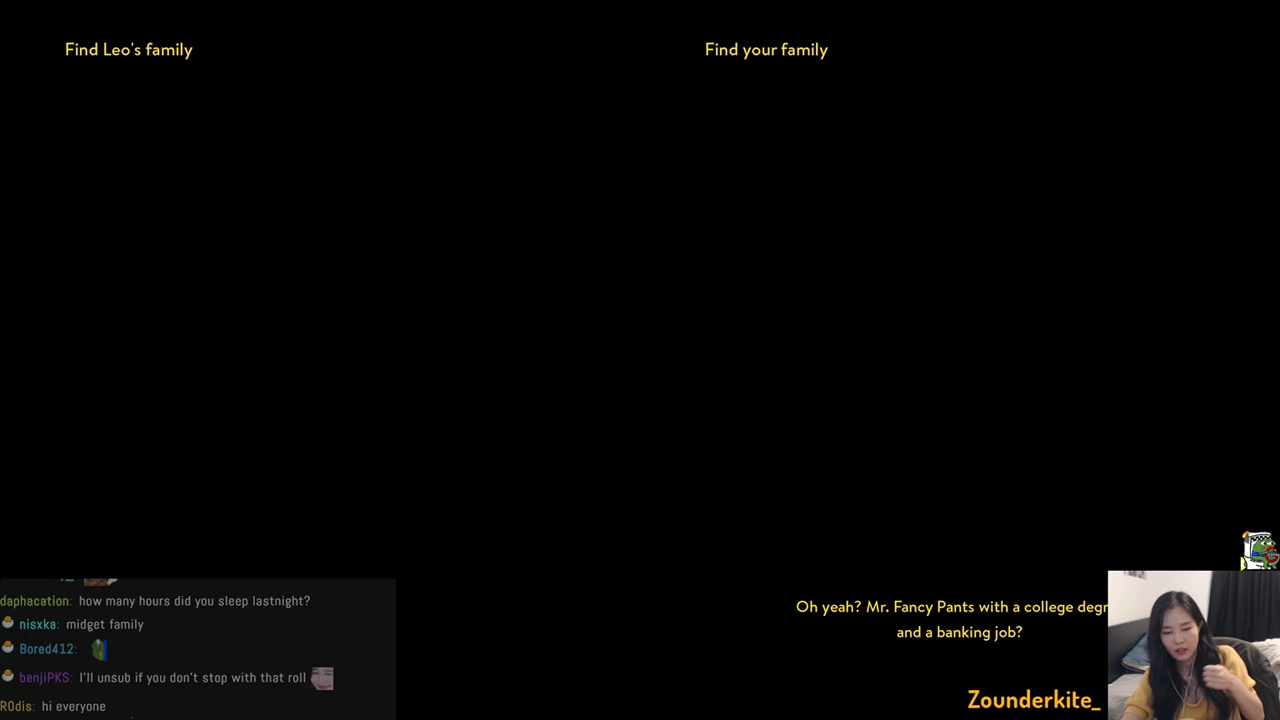 Find Leo's family
Find your family
daphacation: how many hours did you sleep lastnight?
nisxka: midget family
Bored412:
benjiPKS: I'll unsub if you don't stop with that roll
R0dis: hi everyone
Oh yeah? Mr. Fancy Pants with a college degr
and a banking job?
Zounderkite_